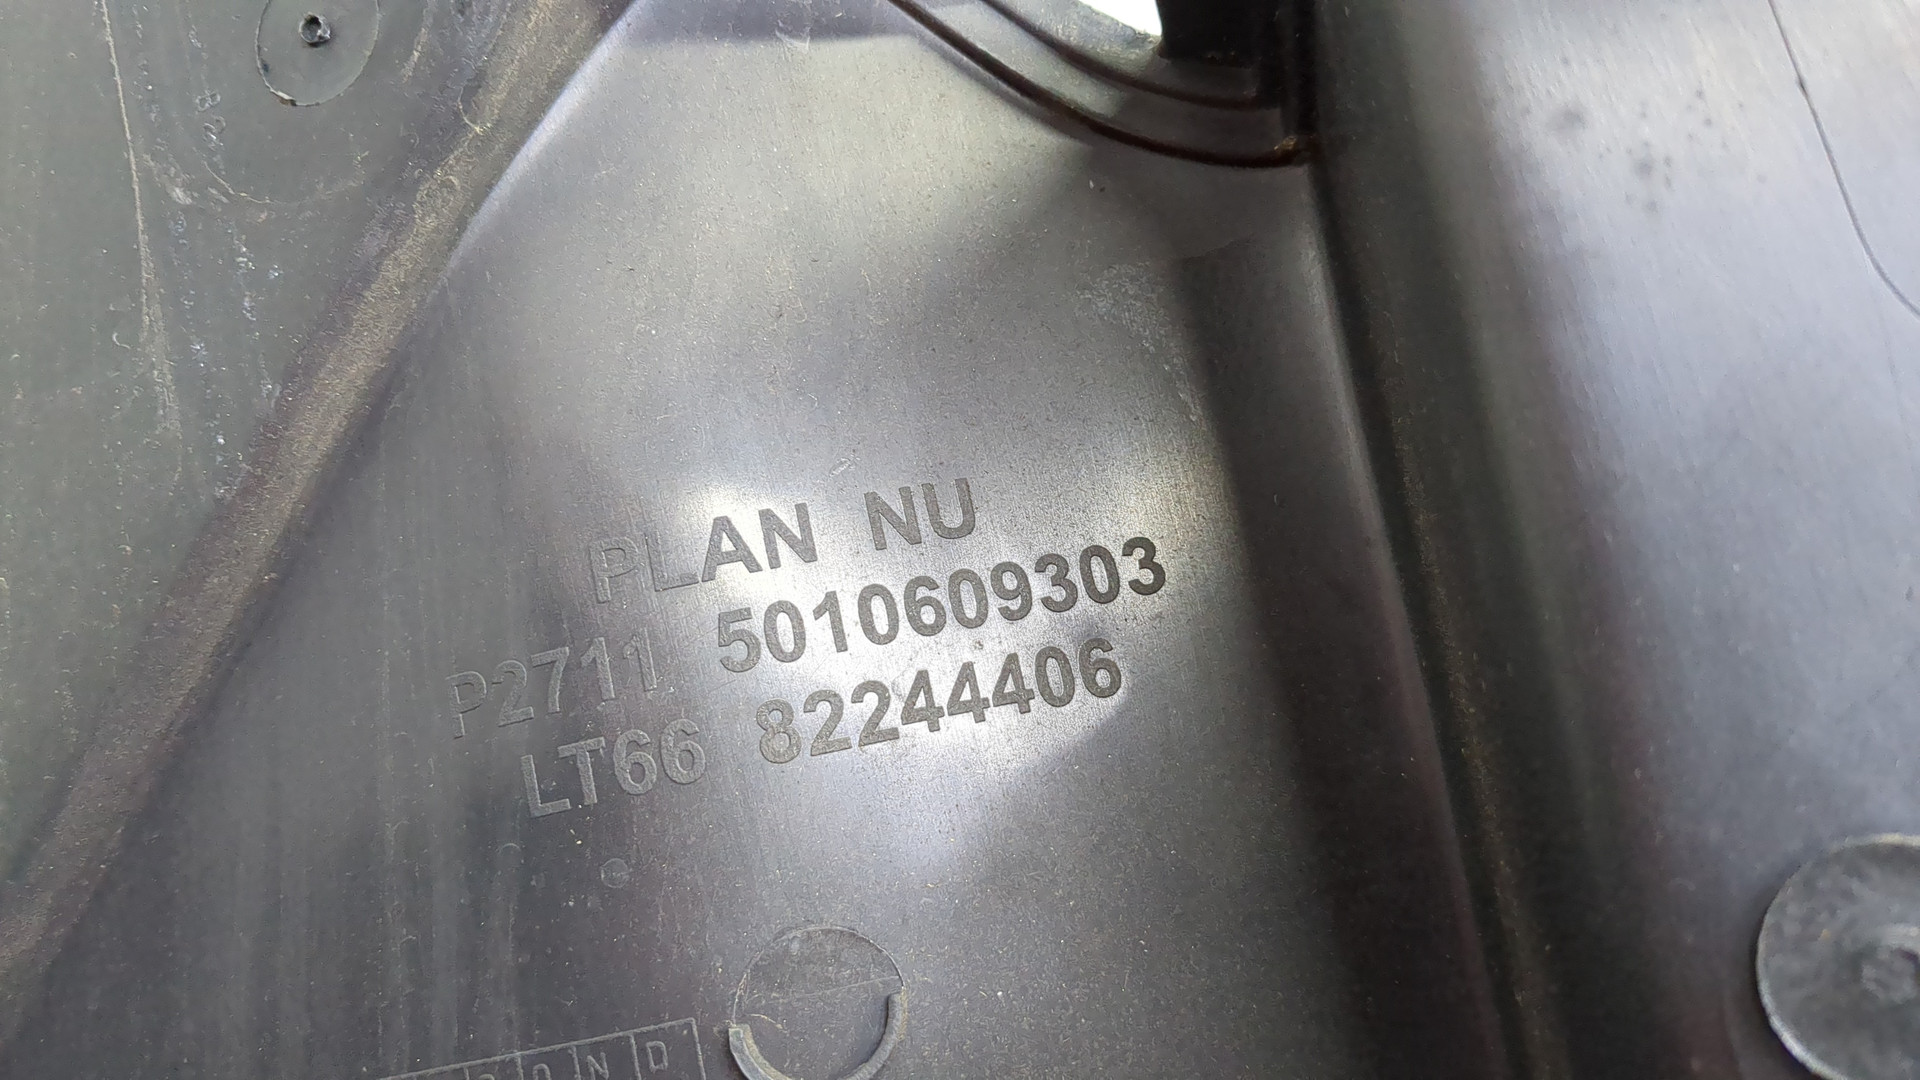 PLAN NU
P2711 5010609303
LT66 82244406
O N D